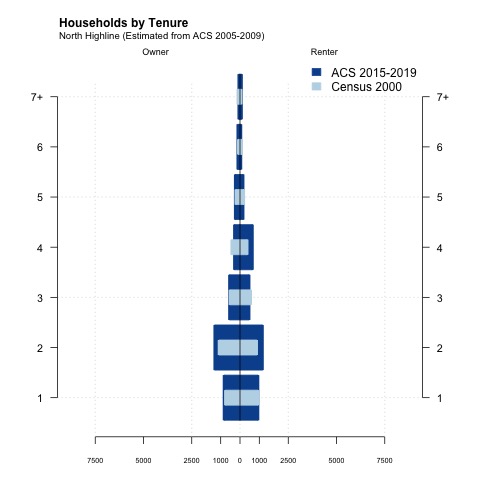 Households by Tenure
North Highline (Estimated from ACS 2005-2009)
Owner Renter
ACS 2015-2019
Census 2000
7+ 7+
6 6
5 5
4 4
3 3
2 2
1 1
7500 5000 2500 1000 0 1000 2500 5000 7500